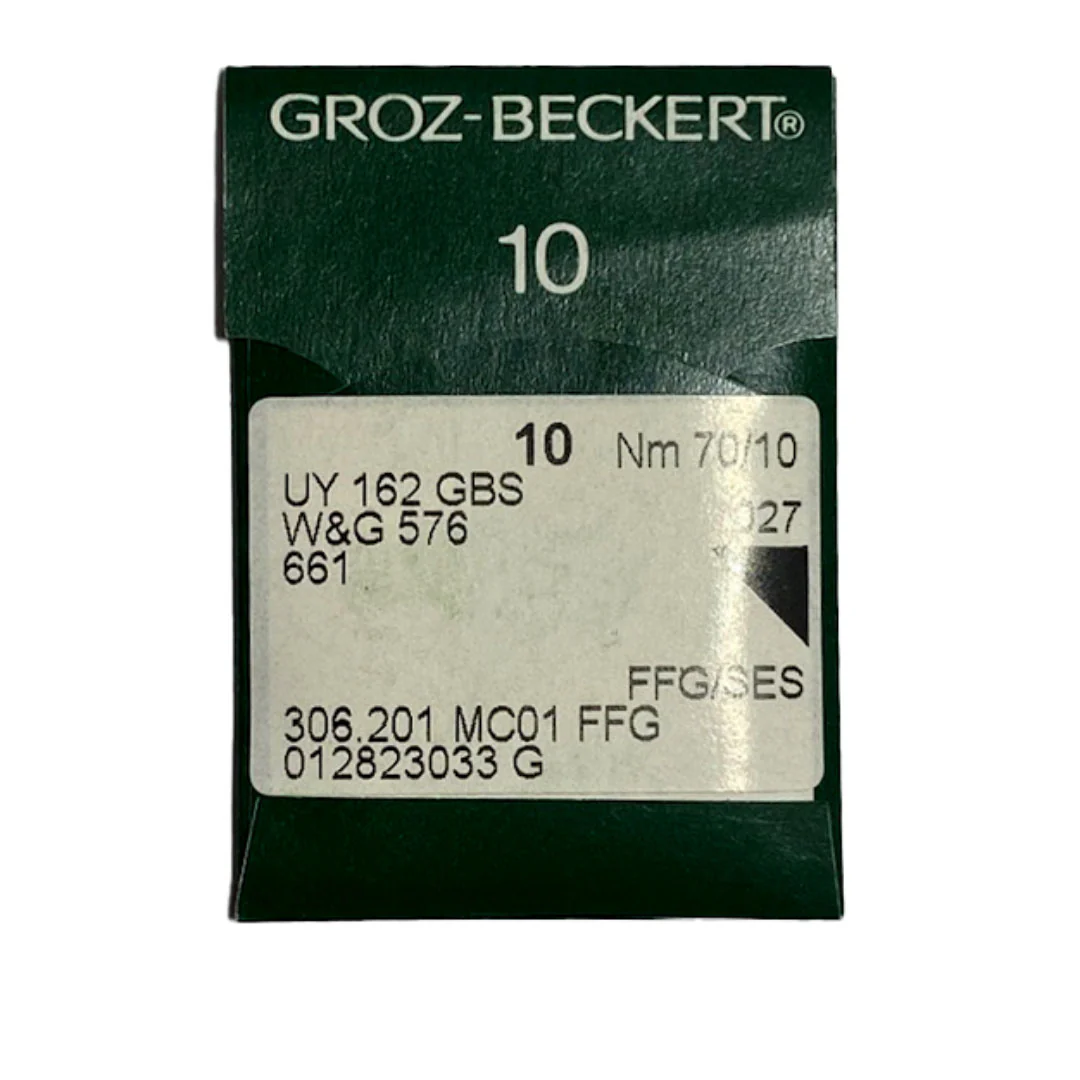 GROZ-BECKERT®
10
10 Nm 70/10
UY 162 GBS
027
W&G 576
661
FFG/SES
306.201 MC01 FFG
012823033 G